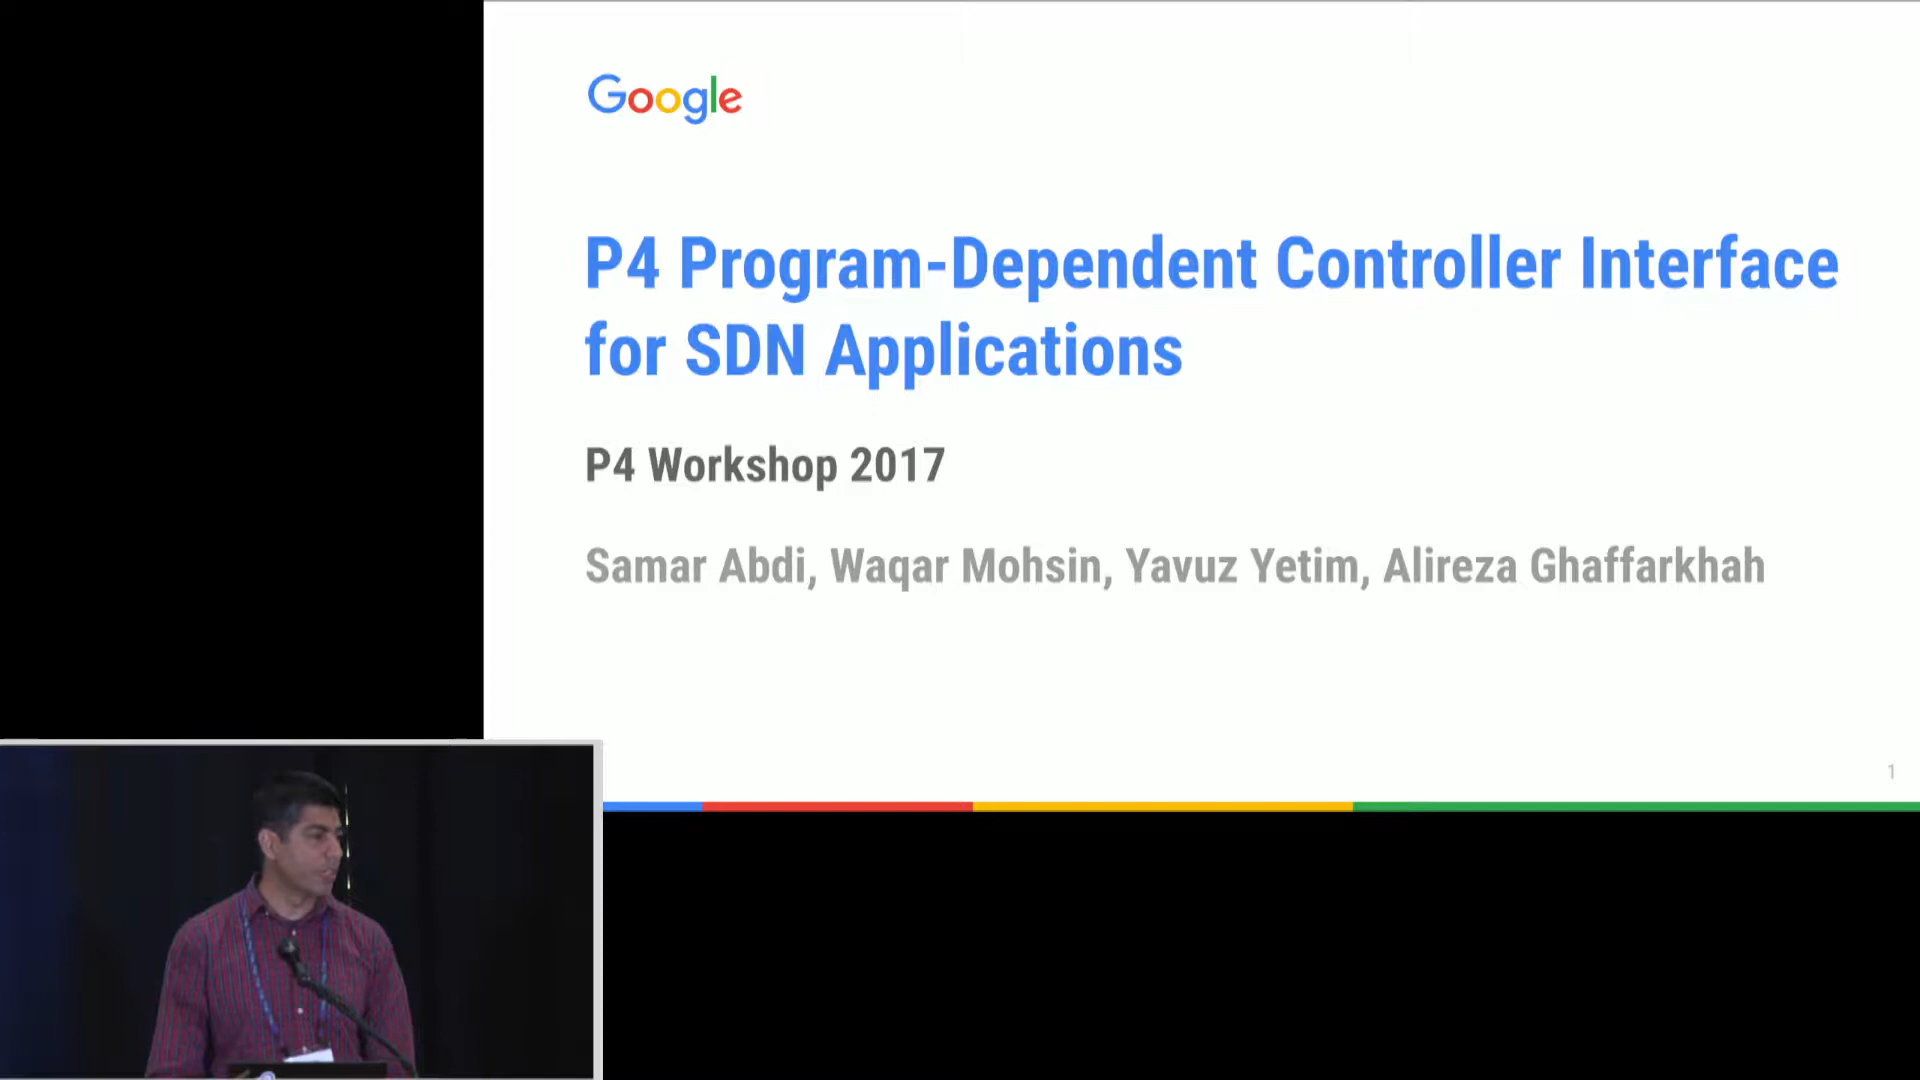 Google
P4 Program-Dependent Controller Interface
for SDN Applications
P4 Workshop 2017
Samar Abdi, Waqar Mohsin, Yavuz Yetim, Alireza Ghaffarkhah
1